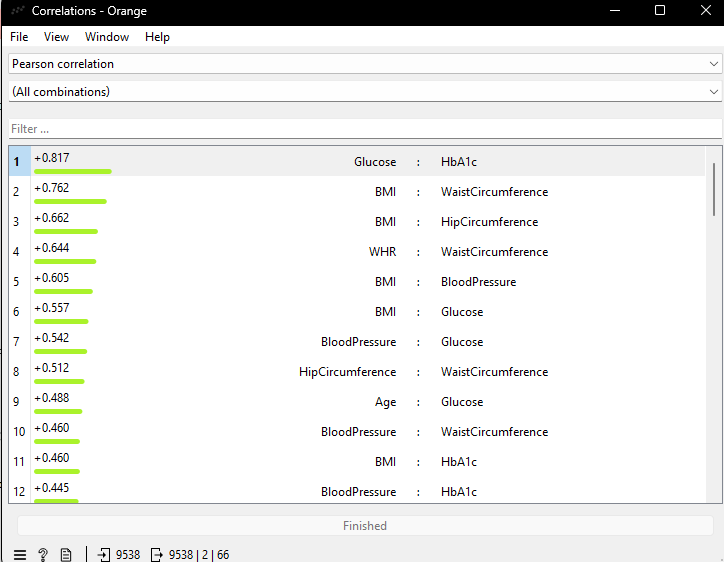 Correlations - Orange
File View Window Help
Pearson correlation
(All combinations)
Filter ...
1 +0.817 Glucose : HbA1c
2 +0.762 BMI : WaistCircumference
3 +0.662 BMI : HipCircumference
4 +0.644 WHR : WaistCircumference
5 +0.605 BMI : BloodPressure
6 +0.557 BMI : Glucose
7 +0.542 BloodPressure : Glucose
8 +0.512 HipCircumference : WaistCircumference
9 +0.488 Age : Glucose
10 +0.460 BloodPressure : WaistCircumference
11 +0.460 BMI : HbA1c
12 +0.445 BloodPressure : HbA1c
Finished
? | 9538 9538 | 2 | 66